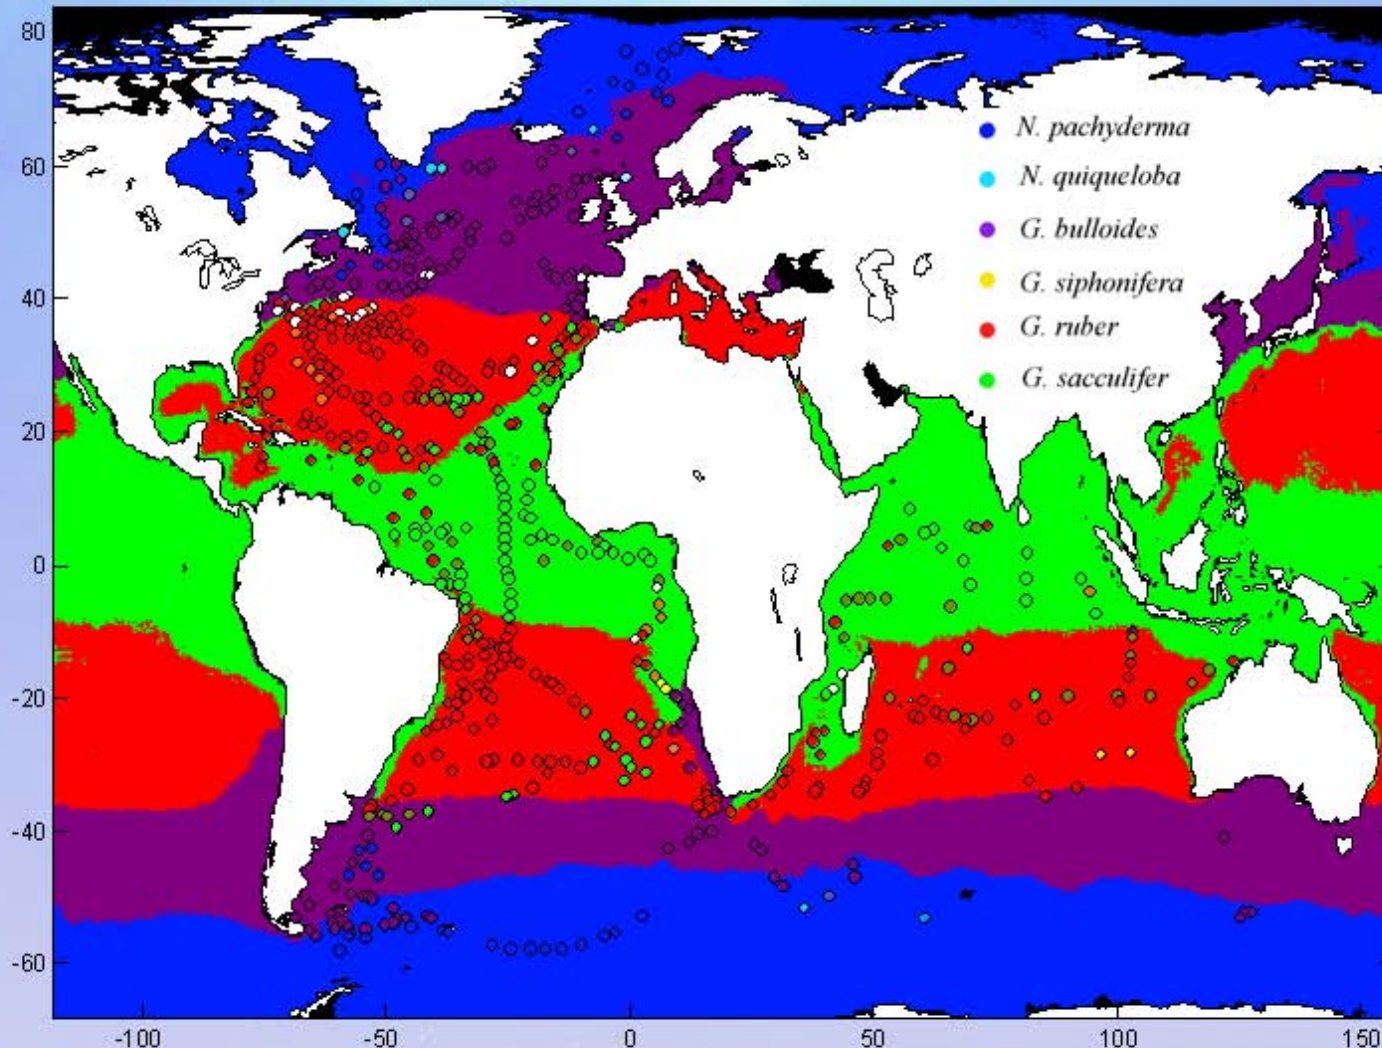 80
60
40
20
0
-20
-40
-60
N. pachyderma
N. quiqueloba
G. bulloides
G. siphonifera
G. ruber
G. sacculifer
-100
-50
0
50
100
150